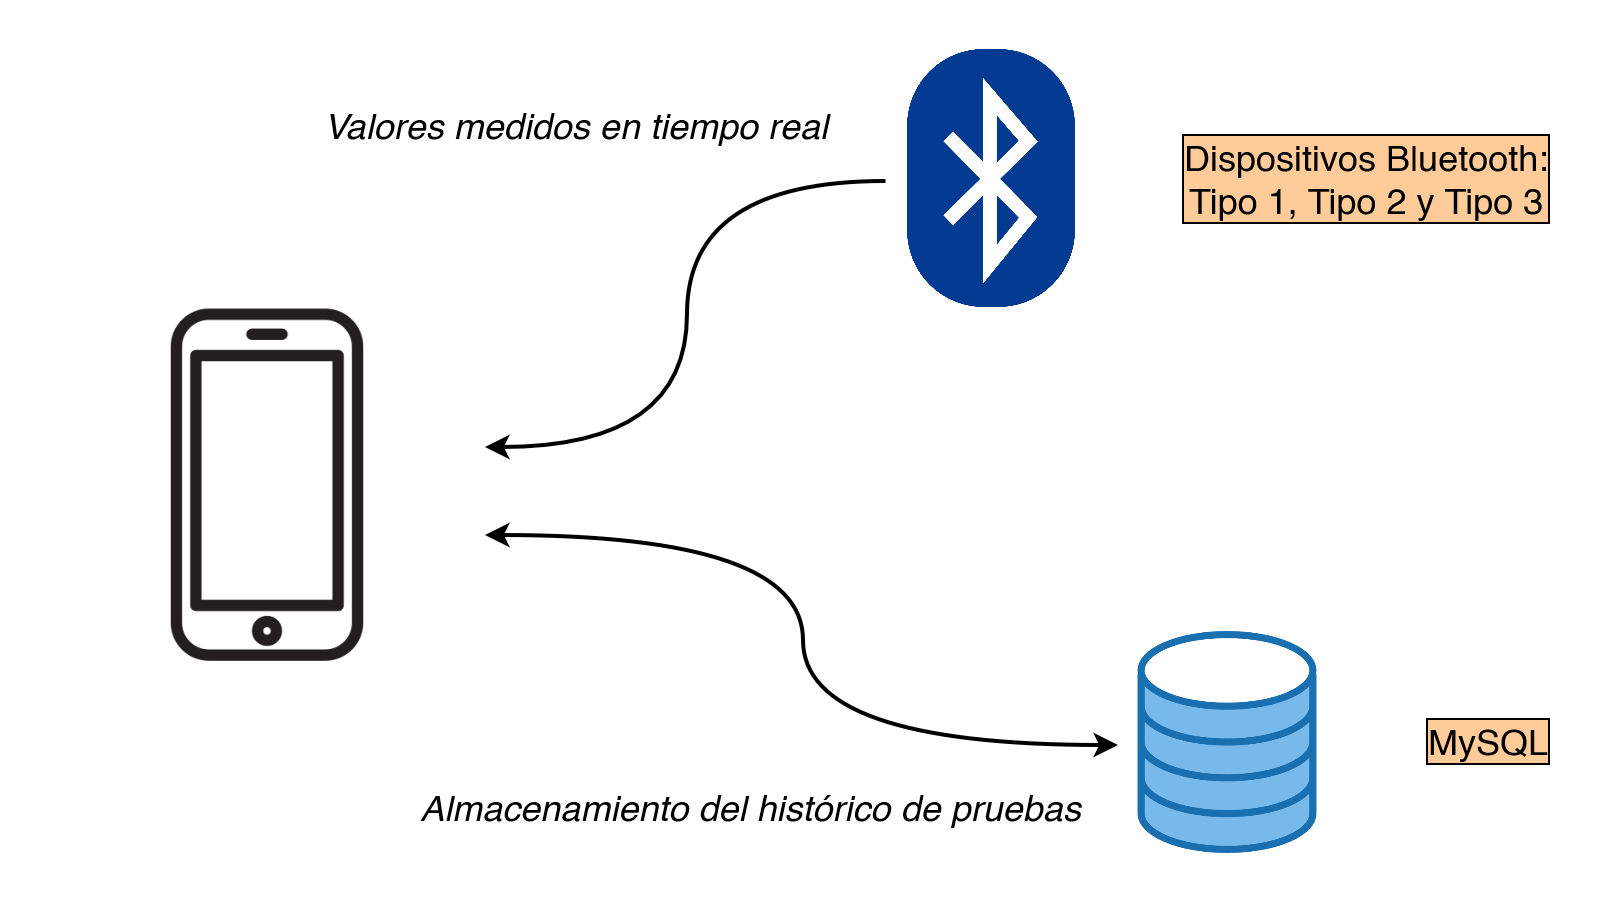 Valores medidos en tiempo real
Dispositivos Bluetooth:
Tipo 1, Tipo 2 y Tipo 3
MySQL
Almacenamiento del histórico de pruebas